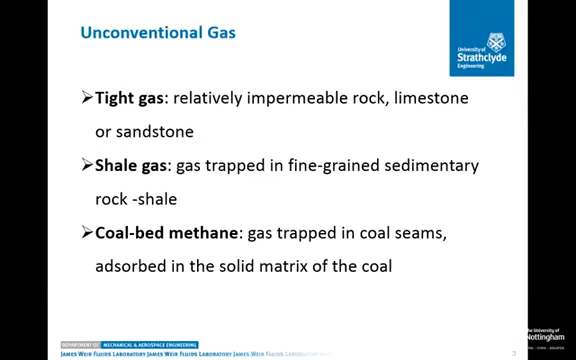 Unconventional Gas
University of
Strathclyde
Engineering
➢Tight gas: relatively impermeable rock, limestone
or sandstone
➢Shale gas: gas trapped in fine-grained sedimentary
rock -shale
➢Coal-bed methane: gas trapped in coal seams,
adsorbed in the solid matrix of the coal
The University of
Nottingham
DEPARTMENT OF MECHANICAL & AEROSPACE ENGINEERING
JAMES WEIR FLUIDS LABORATORY JAMES WEIR FLUIDS LABORATORY JAMES WEIR FLUIDS LABORATORY
3